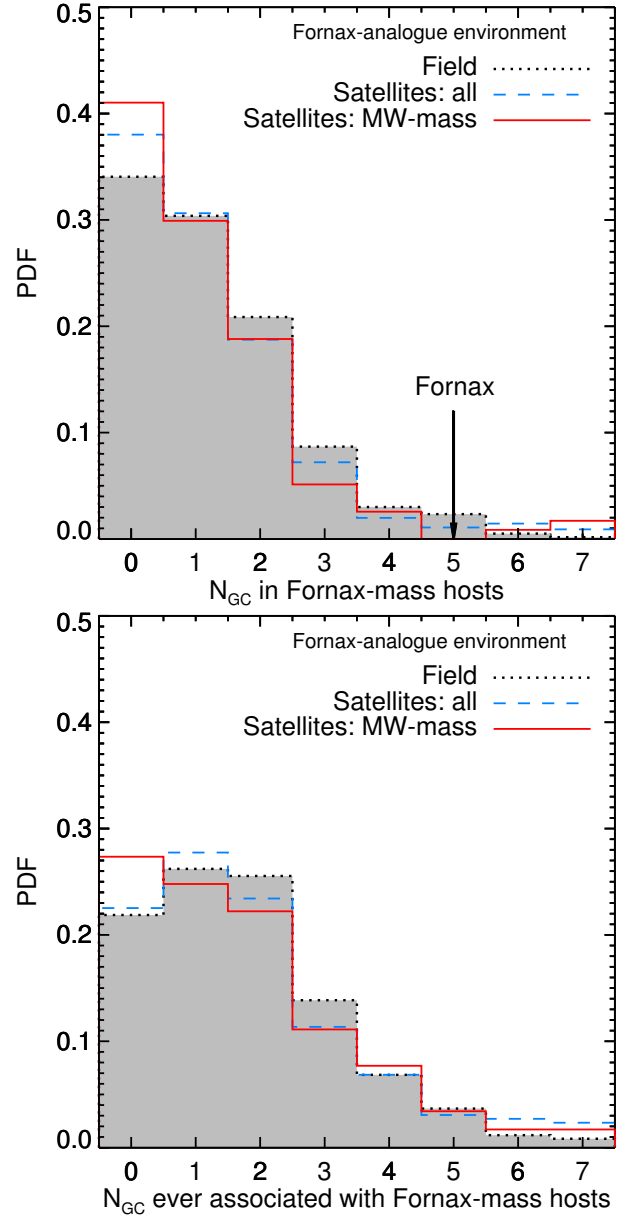 0.5
0.4
0.3
0.2
0.1
0.0
PDF
Fornax-analogue environment
Field
Satellites: all
Satellites: MW-mass
Fornax
0 1 2 3 4 5 6 7
N_GC in Fornax-mass hosts
0.5
0.4
0.3
0.2
0.1
0.0
PDF
Fornax-analogue environment
Field
Satellites: all
Satellites: MW-mass
0 1 2 3 4 5 6 7
N_GC ever associated with Fornax-mass hosts